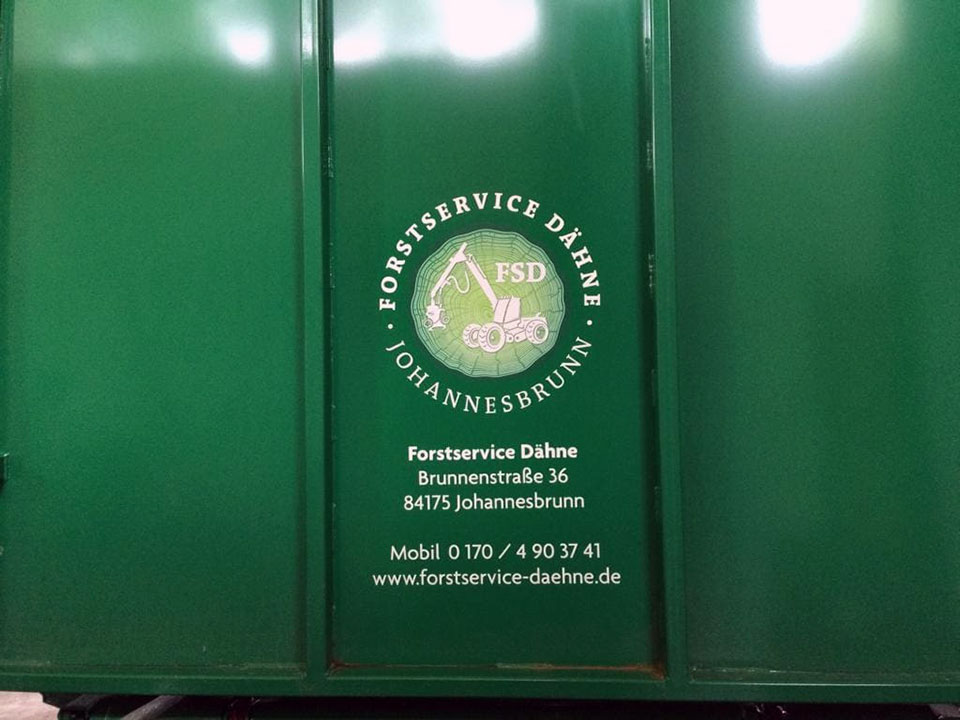 · FORSTSERVICE DÄHNE ·
FSD
JOHANNESBRUNN
Forstservice Dähne
Brunnenstraße 36
84175 Johannesbrunn
Mobil 0 170 / 4 90 37 41
www.forstservice-daehne.de